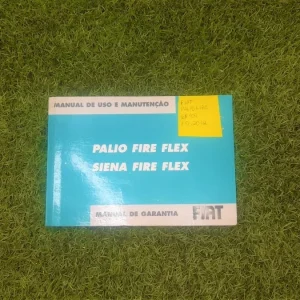 MANUAL DE USO E MANUTENÇÃO
PALIO FIRE FLEX
SIENA FIRE FLEX
MANUAL DE GARANTIA
FIAT